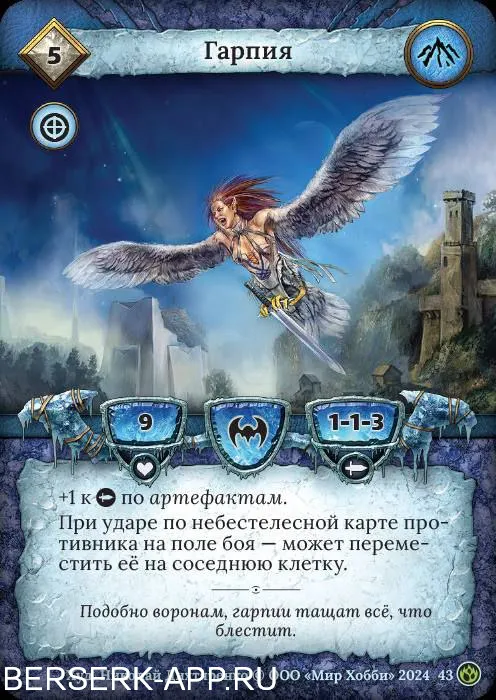 5
Гарпия
9
1-1-3
+1 к по артефактам.
При ударе по небестелесной карте про-
тивника на поле боя — может переме-
стить её на соседнюю клетку.
Подобно воронам, гарпии тащат всё, что
блестит.
© ООО «Мир Хобби» 2024 43
BERSERK-APP.RU